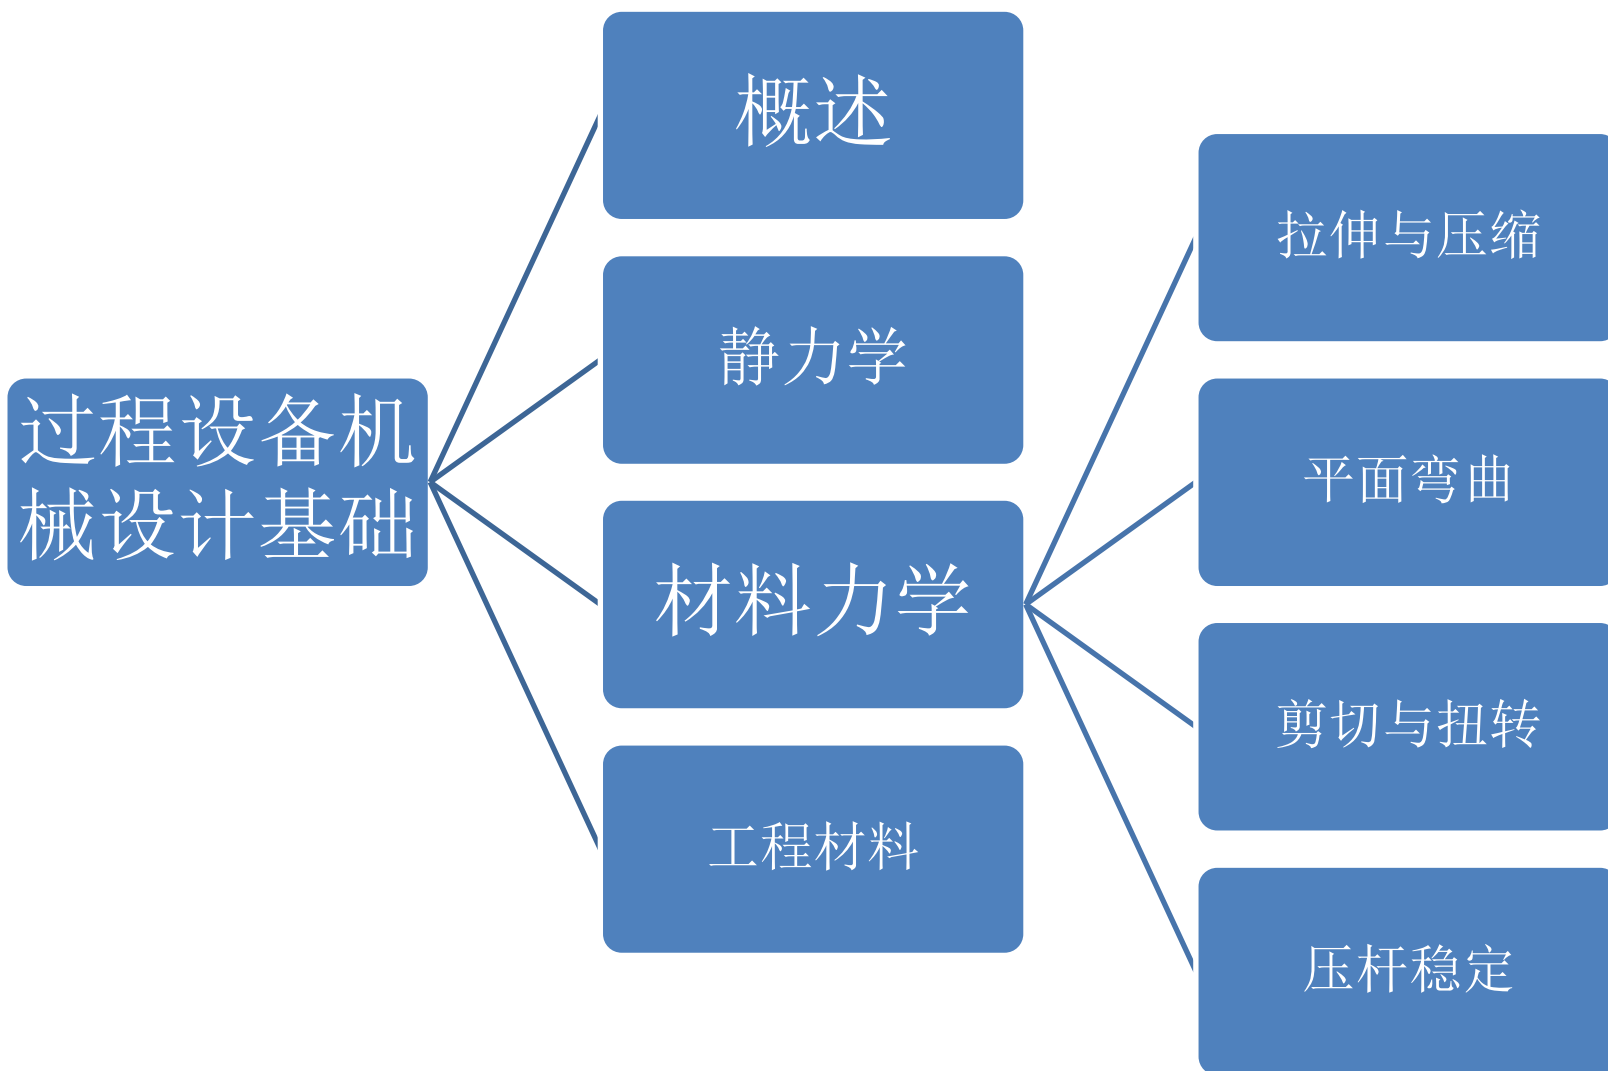 过程设备机
械设计基础
概述
静力学
材料力学
工程材料
拉伸与压缩
平面弯曲
剪切与扭转
压杆稳定